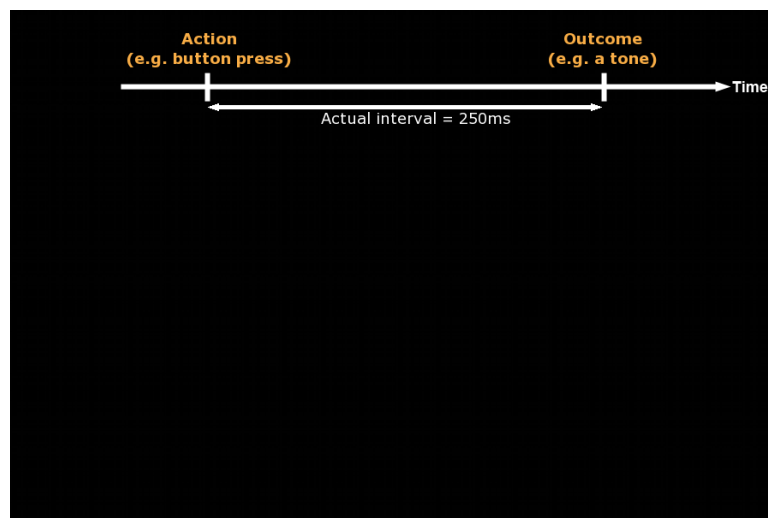 Action
(e.g. button press)
Outcome
(e.g. a tone)
Time
Actual interval = 250ms